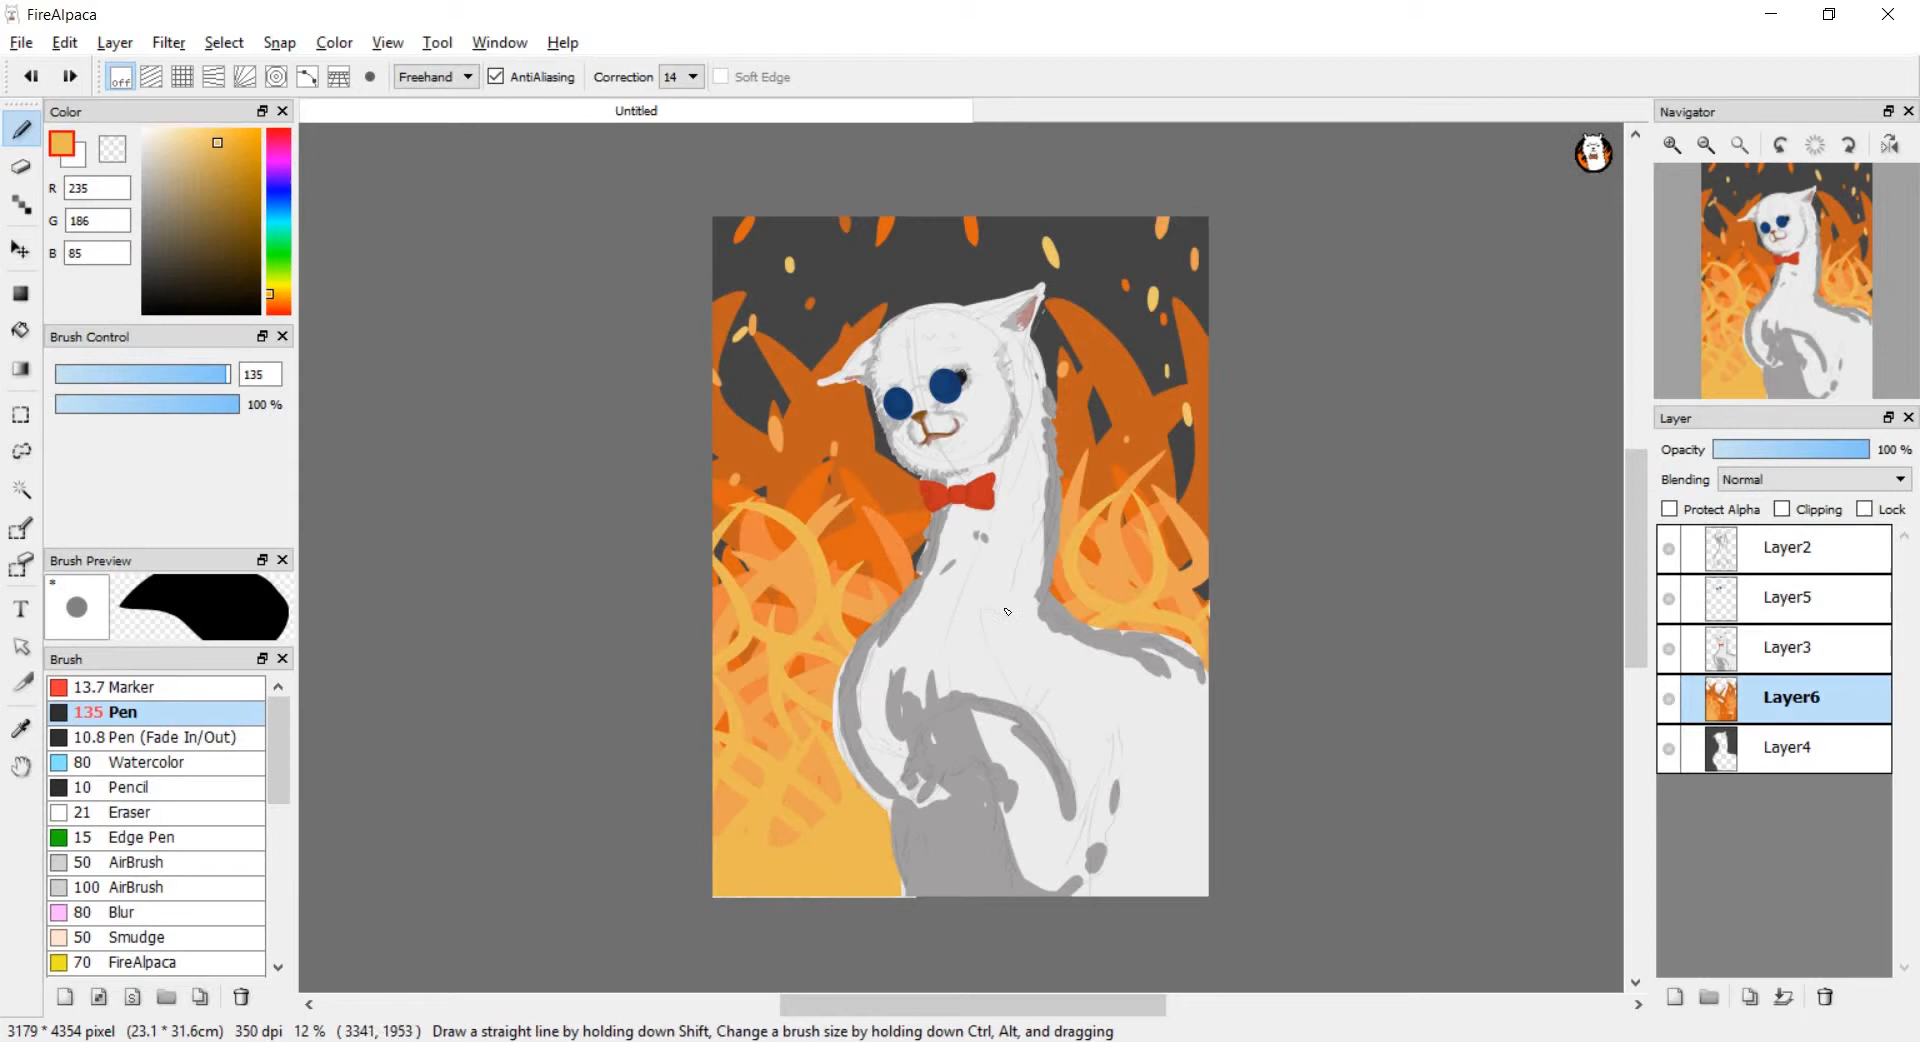 FireAlpaca
File Edit Layer Filter Select Snap Color View Tool Window Help
off Freehand AntiAliasing Correction 14 Soft Edge
Color
Untitled
Navigator
R 235
G 186
B 85
Brush Control
135
100 %
Layer
Opacity 100 %
Blending Normal
Protect Alpha Clipping Lock
Layer2
Layer5
Layer3
Layer6
Layer4
Brush Preview
*
T
Brush
13.7 Marker
135 Pen
10.8 Pen (Fade In/Out)
80 Watercolor
10 Pencil
21 Eraser
15 Edge Pen
50 AirBrush
100 AirBrush
80 Blur
50 Smudge
70 FireAlpaca
S
3179 * 4354 pixel (23.1 * 31.6cm) 350 dpi 12 % ( 3341, 1953 ) Draw a straight line by holding down Shift, Change a brush size by holding down Ctrl, Alt, and dragging